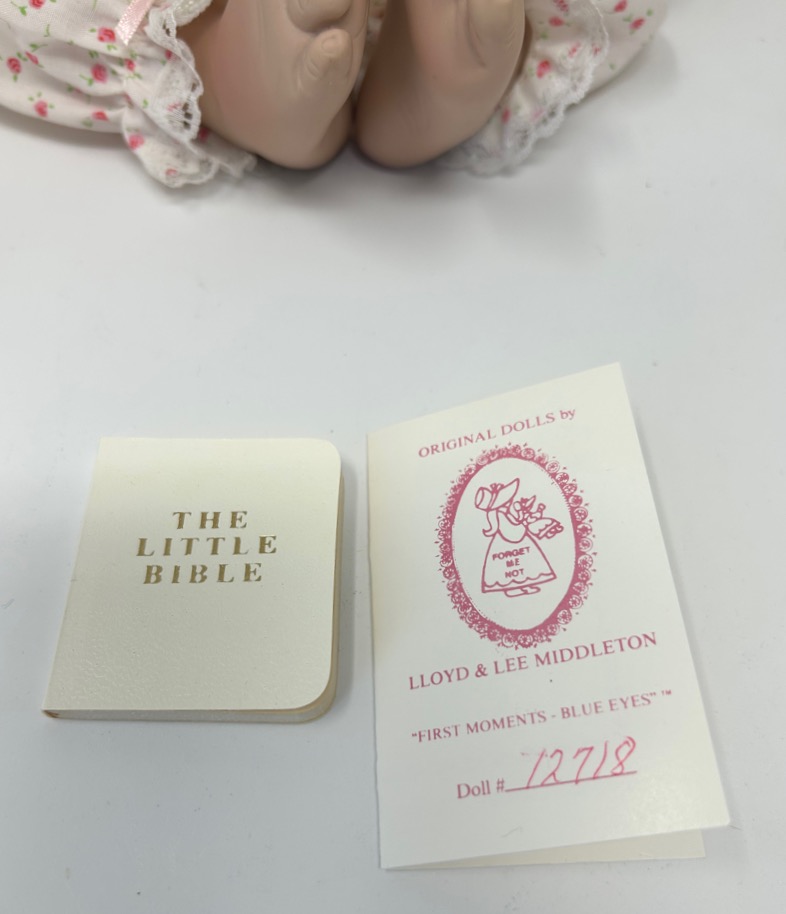 THE
LITTLE
BIBLE
ORIGINAL DOLLS by
FORGET
ME
NOT
LLOYD & LEE MIDDLETON
"FIRST MOMENTS - BLUE EYES"™
Doll # 12718